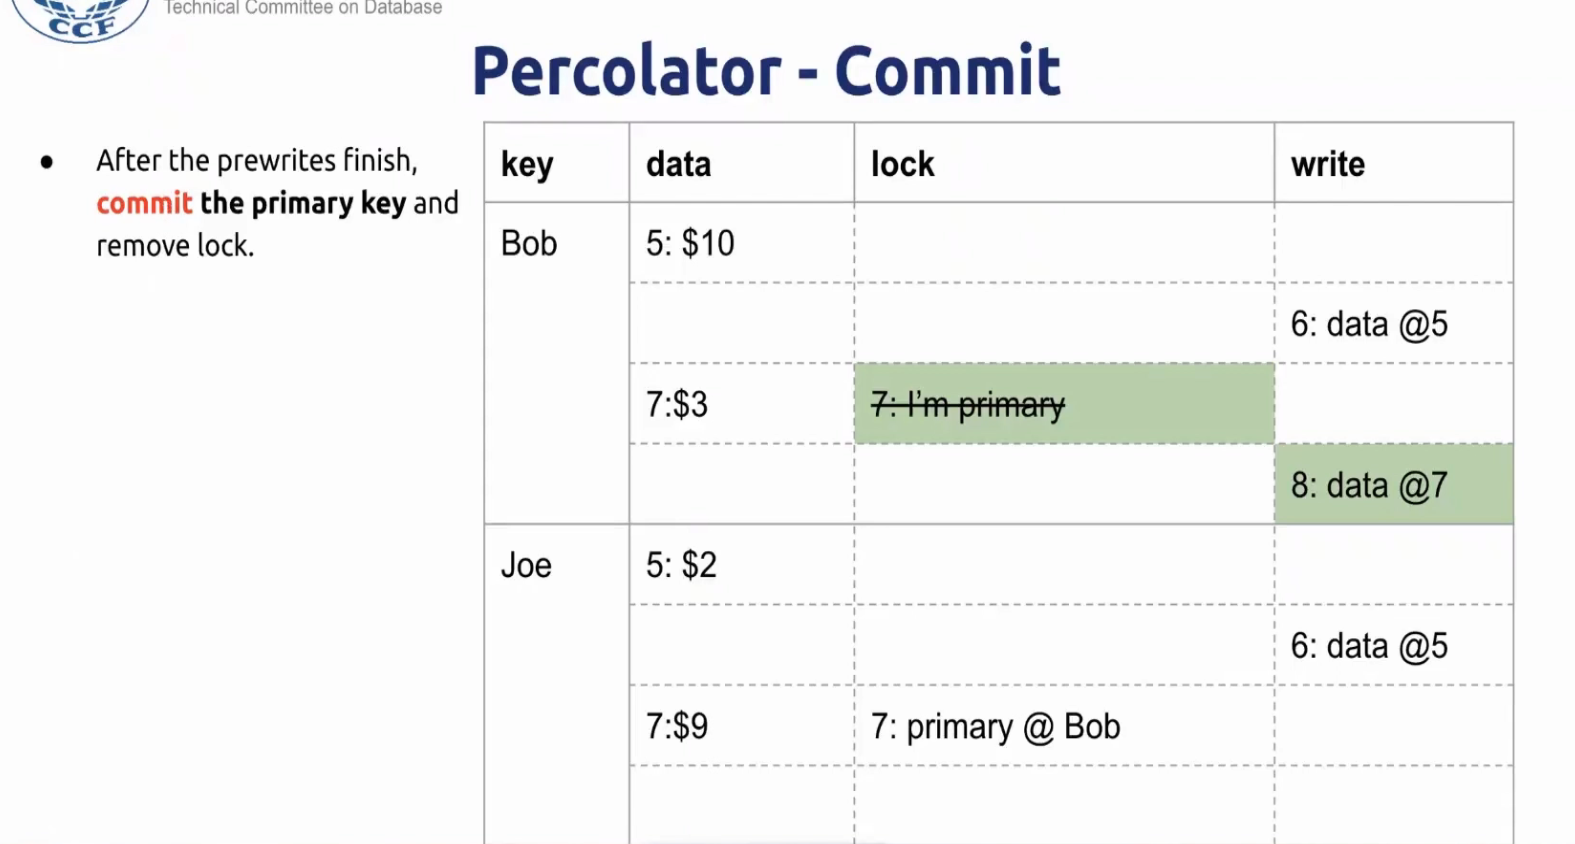 Technical Committee on Database
CCF
Percolator - Commit
● After the prewrites finish,
commit the primary key and
remove lock.
key data lock write
Bob 5: $10
6: data @5
7:$3 7: I'm primary
8: data @7
Joe 5: $2
6: data @5
7:$9 7: primary @ Bob